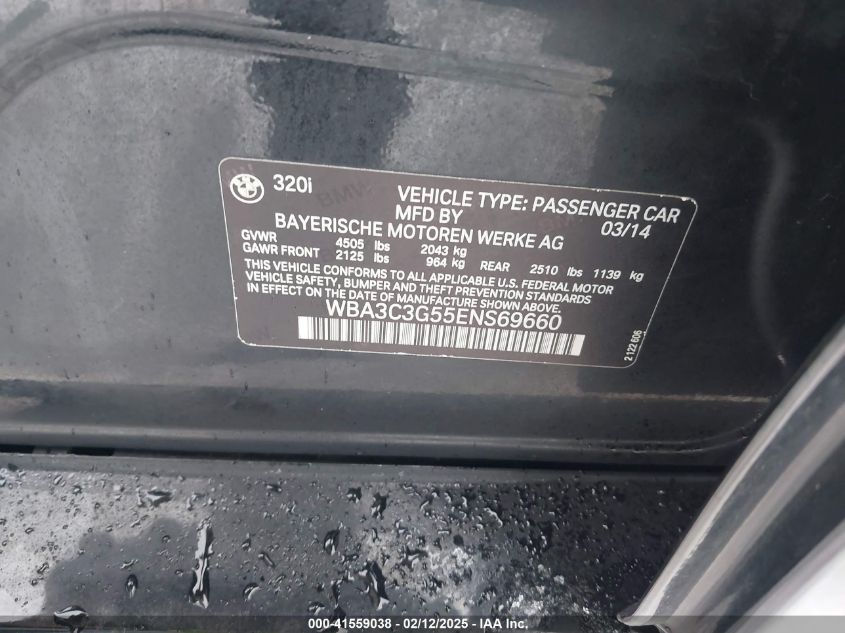 320i
VEHICLE TYPE: PASSENGER CAR
MFD BY
03/14
BAYERISCHE MOTOREN WERKE AG
GVWR 4505 lbs 2043 kg
GAWR FRONT 2125 lbs 964 kg REAR 2510 lbs 1139 kg
THIS VEHICLE CONFORMS TO ALL APPLICABLE U.S. FEDERAL MOTOR
VEHICLE SAFETY, BUMPER AND THEFT PREVENTION STANDARDS
IN EFFECT ON THE DATE OF MANUFACTURE SHOWN ABOVE.
WBA3C3G55ENS69660
2 122 606
000-41559038 - 02/12/2025 - IAA Inc.